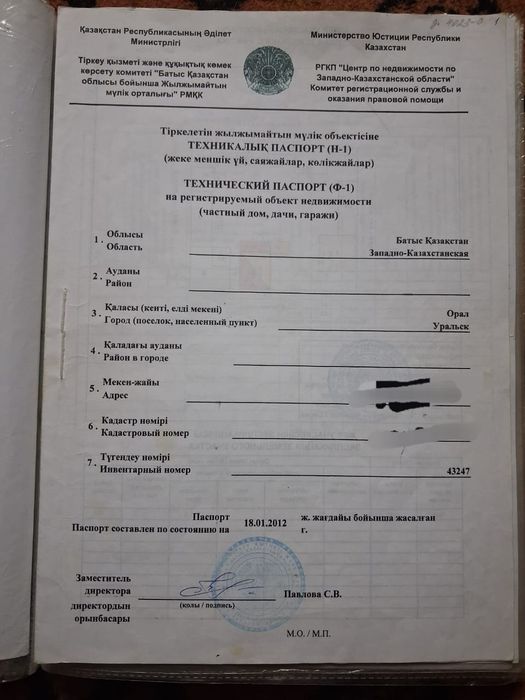 Қазақстан Республикасының Әділет
Министрлігі
Тіркеу қызметі және құқықтық көмек
көрсету комитеті "Батыс Қазақстан
облысы бойынша Жылжымайтын
мүлік орталығы" РМҚК
Министерство Юстиции Республики
Казахстан
РГКП "Центр по недвижимости по
Западно-Казахстанской области"
Комитет регистрационной службы и
оказания правовой помощи
Тіркелетін жылжымайтын мүлік объектісіне
ТЕХНИКАЛЫҚ ПАСПОРТ (Н-1)
(жеке меншік үй, саяжайлар, көлікжайлар)
ТЕХНИЧЕСКИЙ ПАСПОРТ (Ф-1)
на регистрируемый объект недвижимости
(частный дом, дачи, гаражи)
1. Облысы Батыс Қазақстан
Область Западно-Казахстанская
2. Ауданы
Район
3. Қаласы (кенті, елді мекені) Орал
Город (поселок, населенный пункт) Уральск
4. Қаладағы ауданы
Район в городе
5. Мекен-жайы
Адрес
6. Кадастр нөмірі
Кадастровый номер
7. Түгендеу нөмірі
Инвентарный номер 43247
Паспорт ж. жағдайы бойынша жасалған
Паспорт составлен по состоянию на 18.01.2012 г.
Заместитель
директора Павлова С.В.
директордын (қолы / подпись)
орынбасары
М.О. / М.П.